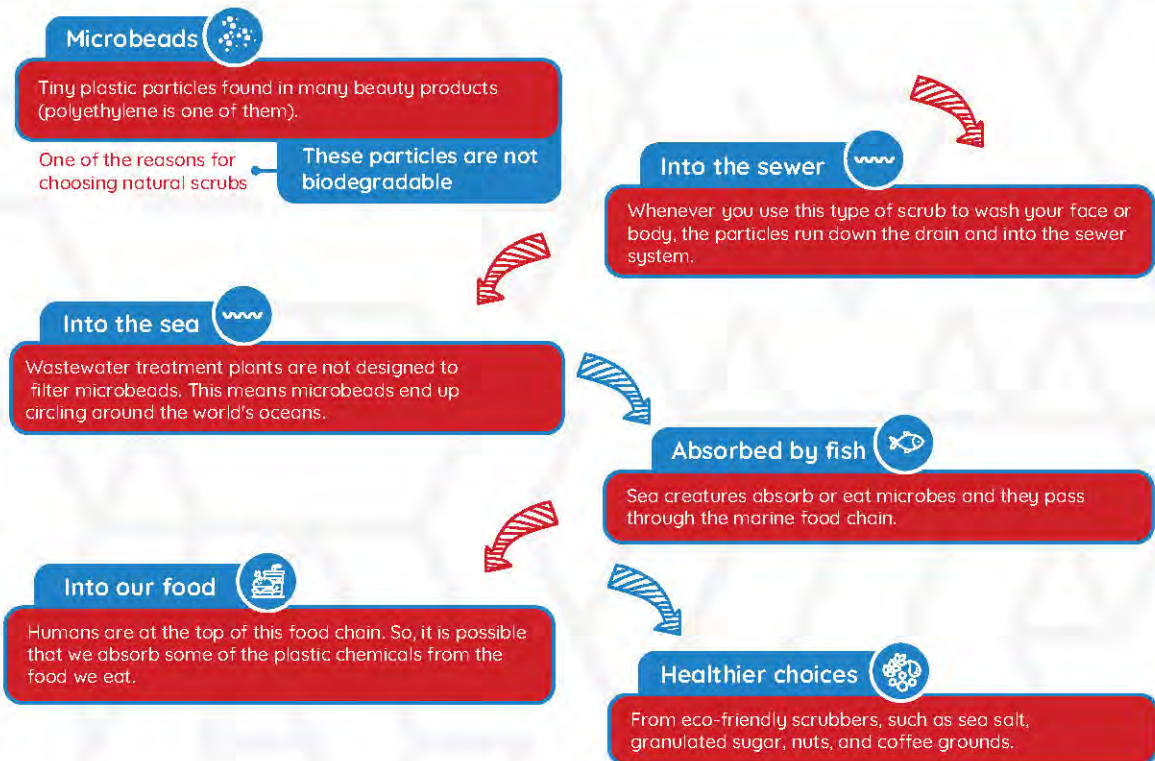 Microbeads
Tiny plastic particles found in many beauty products
(polyethylene is one of them).
One of the reasons for
choosing natural scrubs
These particles are not
biodegradable
Into the sewer
Whenever you use this type of scrub to wash your face or
body, the particles run down the drain and into the sewer
system.
Into the sea
Wastewater treatment plants are not designed to
filter microbeads. This means microbeads end up
circling around the world's oceans.
Absorbed by fish
Sea creatures absorb or eat microbes and they pass
through the marine food chain.
Into our food
Humans are at the top of this food chain. So, it is possible
that we absorb some of the plastic chemicals from the
food we eat.
Healthier choices
From eco-friendly scrubbers, such as sea salt,
granulated sugar, nuts, and coffee grounds.